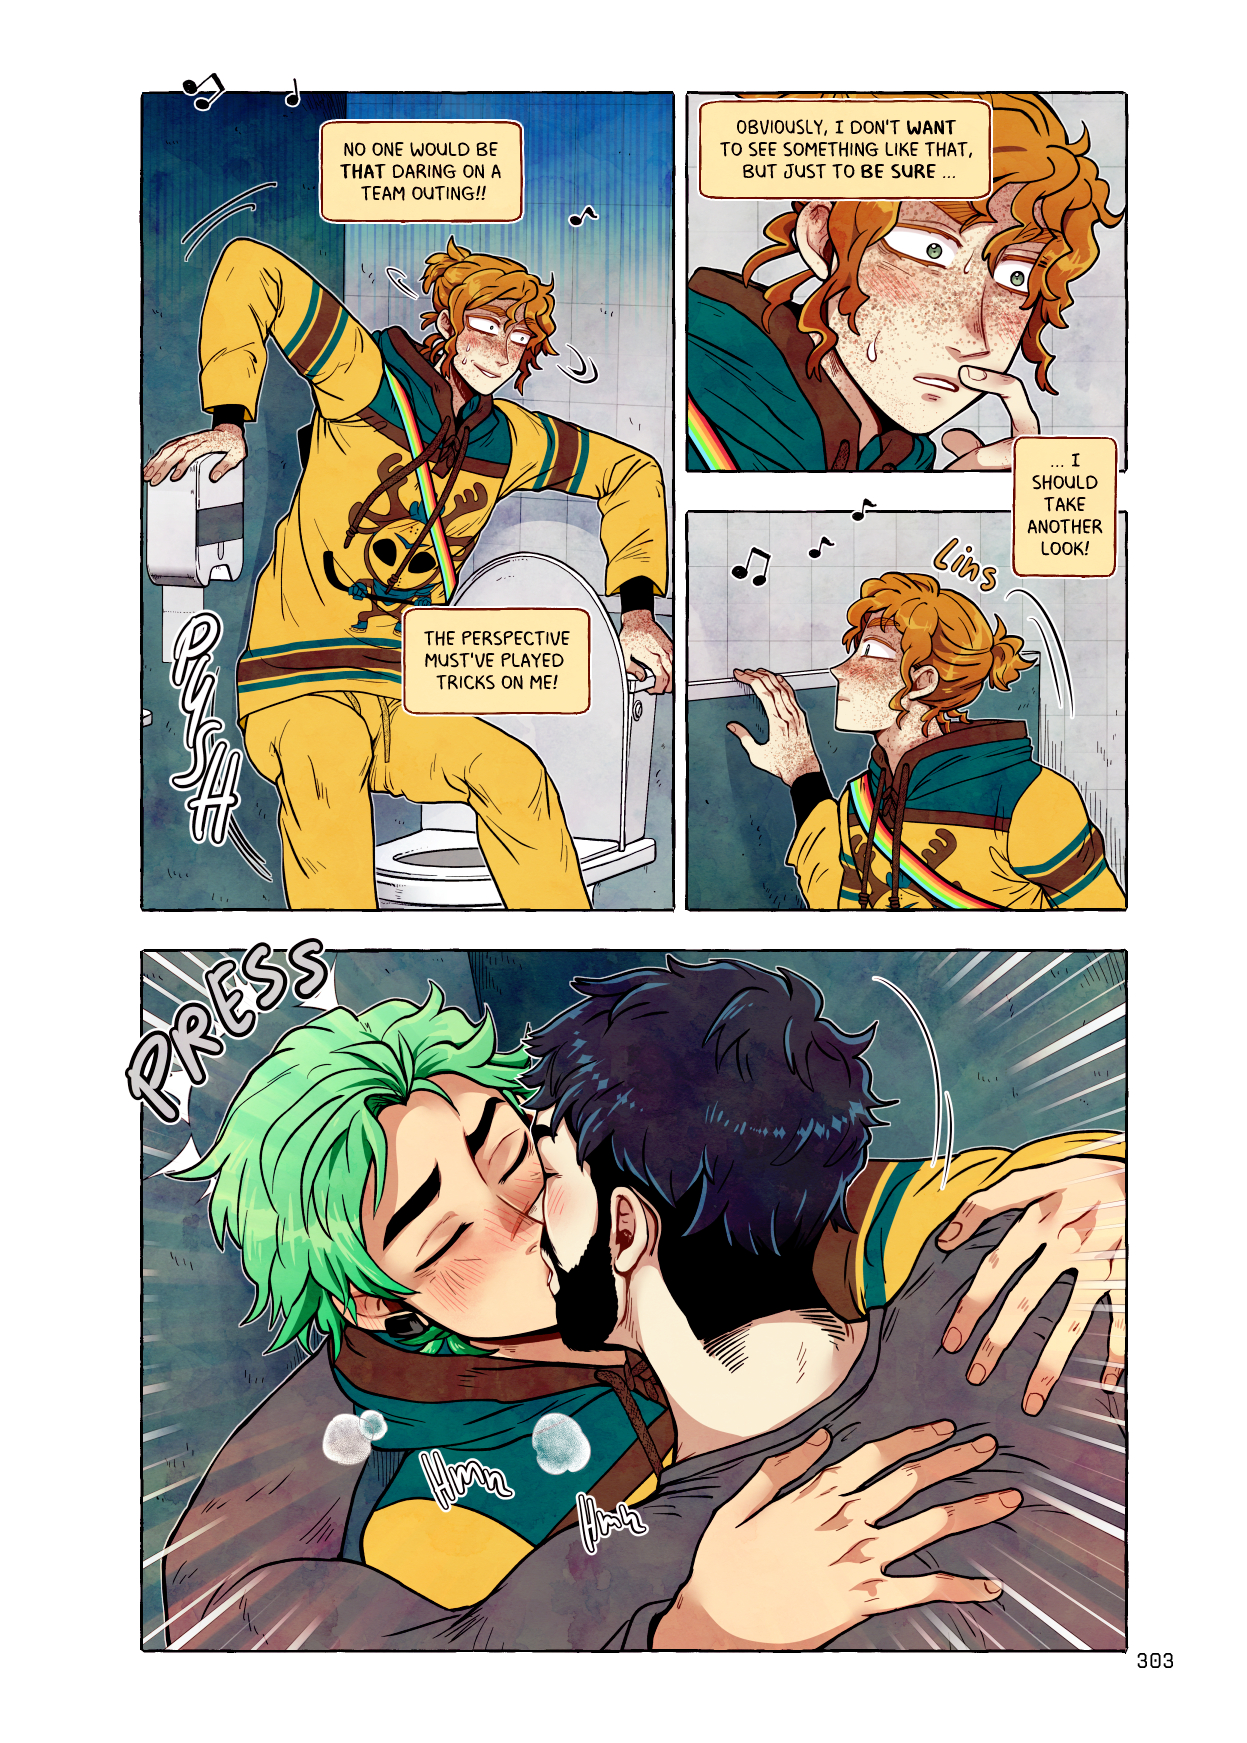 NO ONE WOULD BE
THAT DARING ON A
TEAM OUTING!!
THE PERSPECTIVE
MUST'VE PLAYED
TRICKS ON ME!
PUSH
OBVIOUSLY, I DON'T WANT
TO SEE SOMETHING LIKE THAT,
BUT JUST TO BE SURE ...
... I
SHOULD
TAKE
ANOTHER
LOOK!
Lins
PRESS
Hmn
Hmh
303